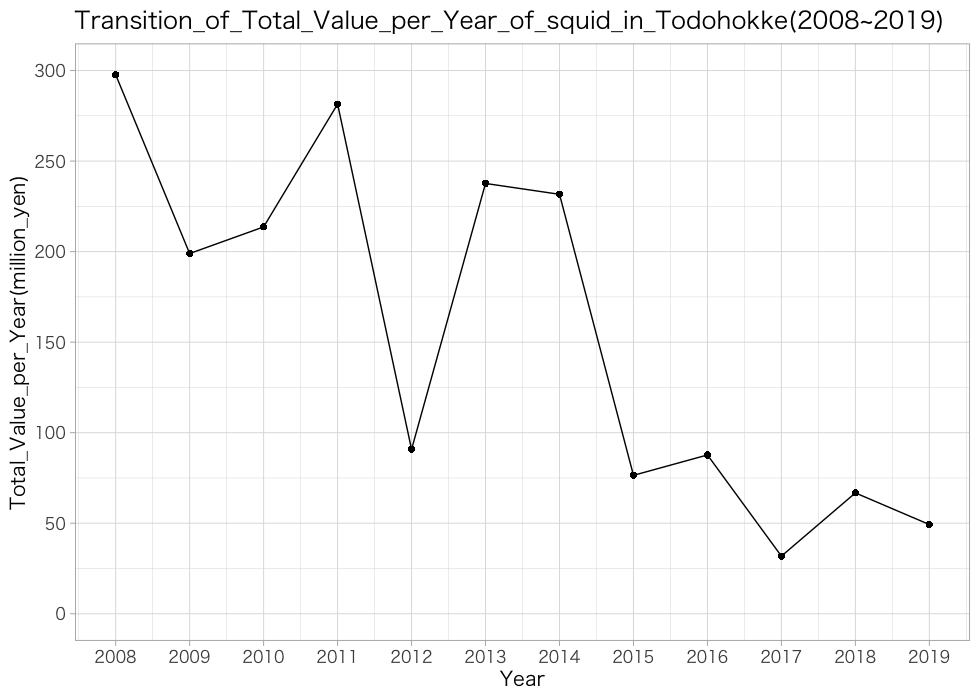 Transition_of_Total_Value_per_Year_of_squid_in_Todohokke(2008~2019)
Total_Value_per_Year(million_yen)
300
250
200
150
100
50
0
2008 2009 2010 2011 2012 2013 2014 2015 2016 2017 2018 2019
Year